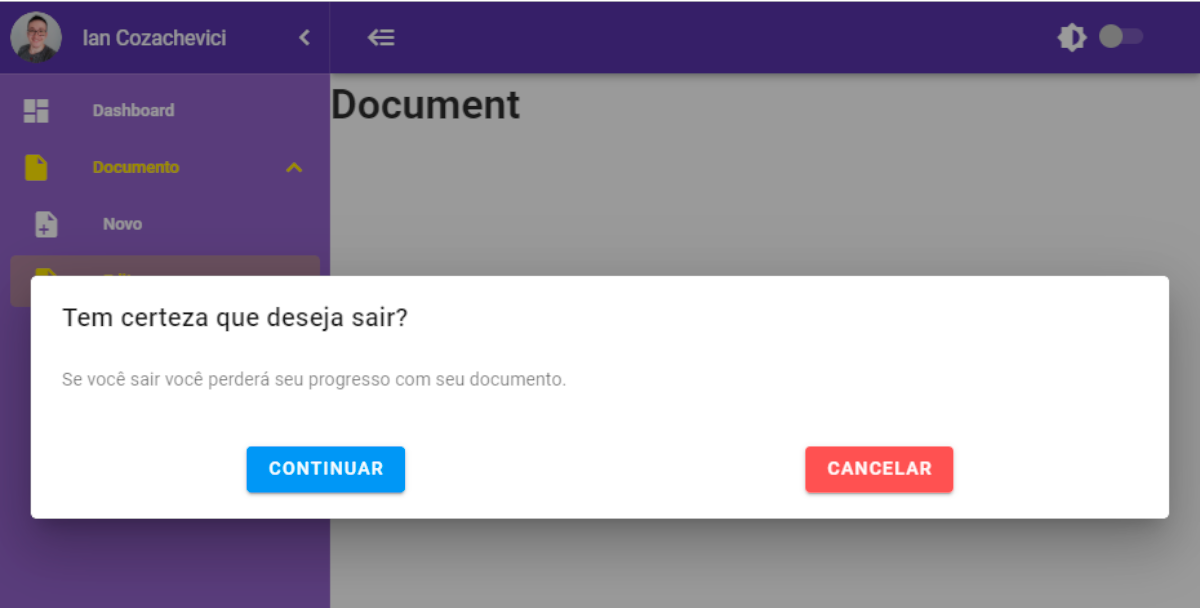 Ian Cozachevici
Dashboard
Documento
Novo
Document
Tem certeza que deseja sair?
Se você sair você perderá seu progresso com seu documento.
CONTINUAR
CANCELAR